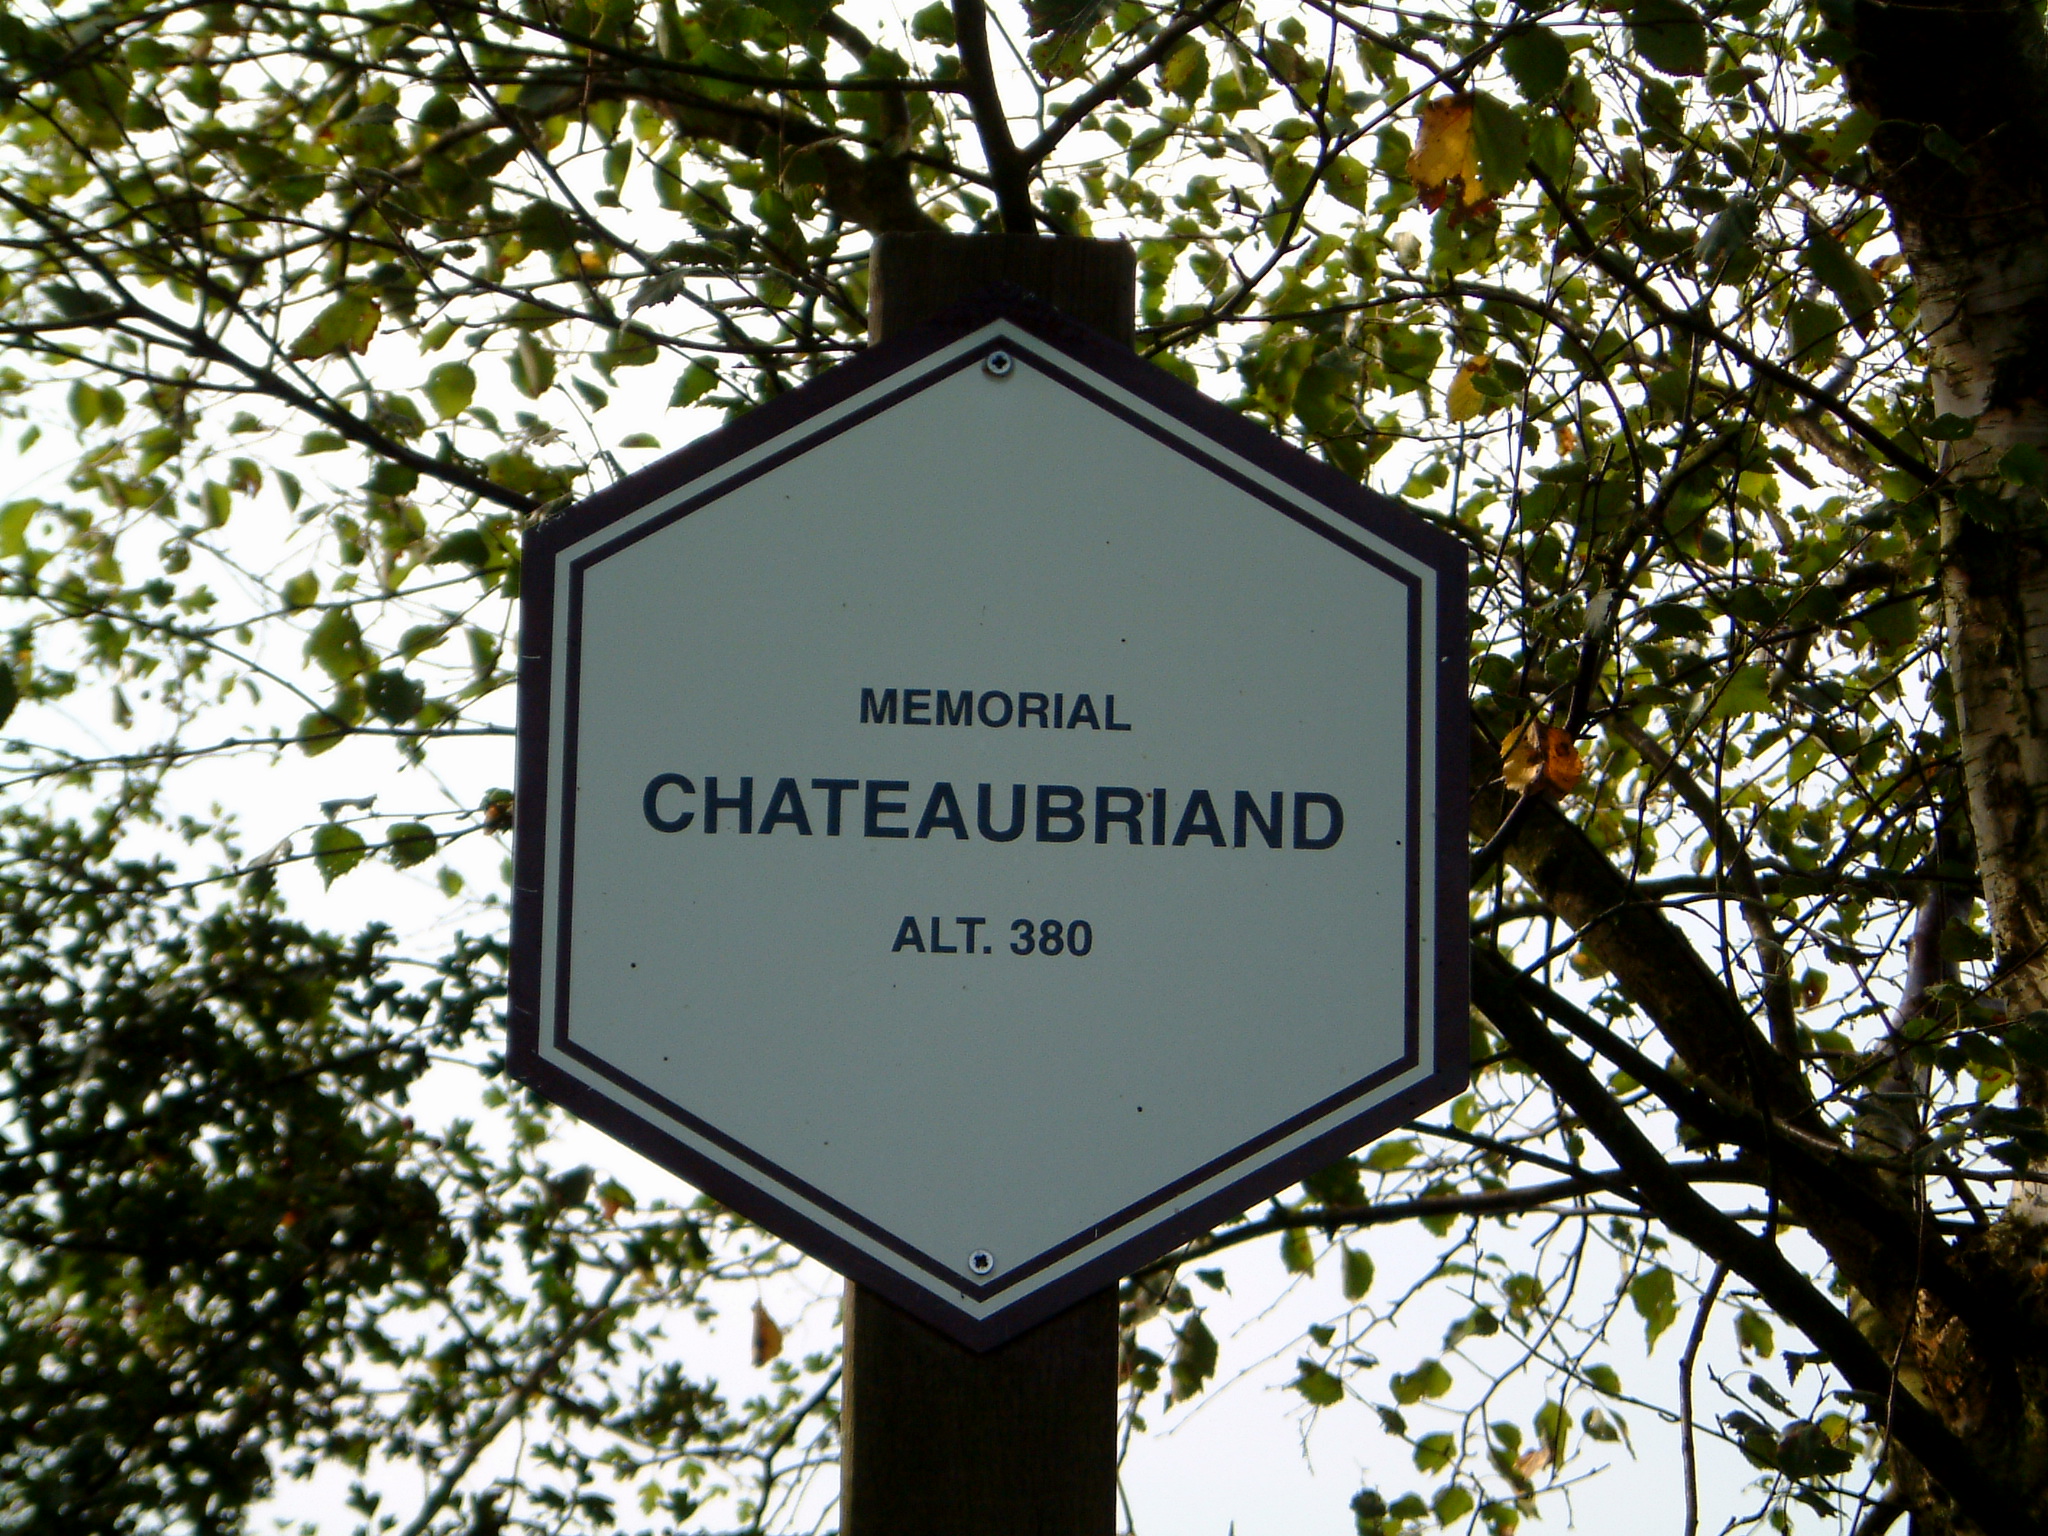 MEMORIAL
CHATEAUBRIAND
ALT. 380